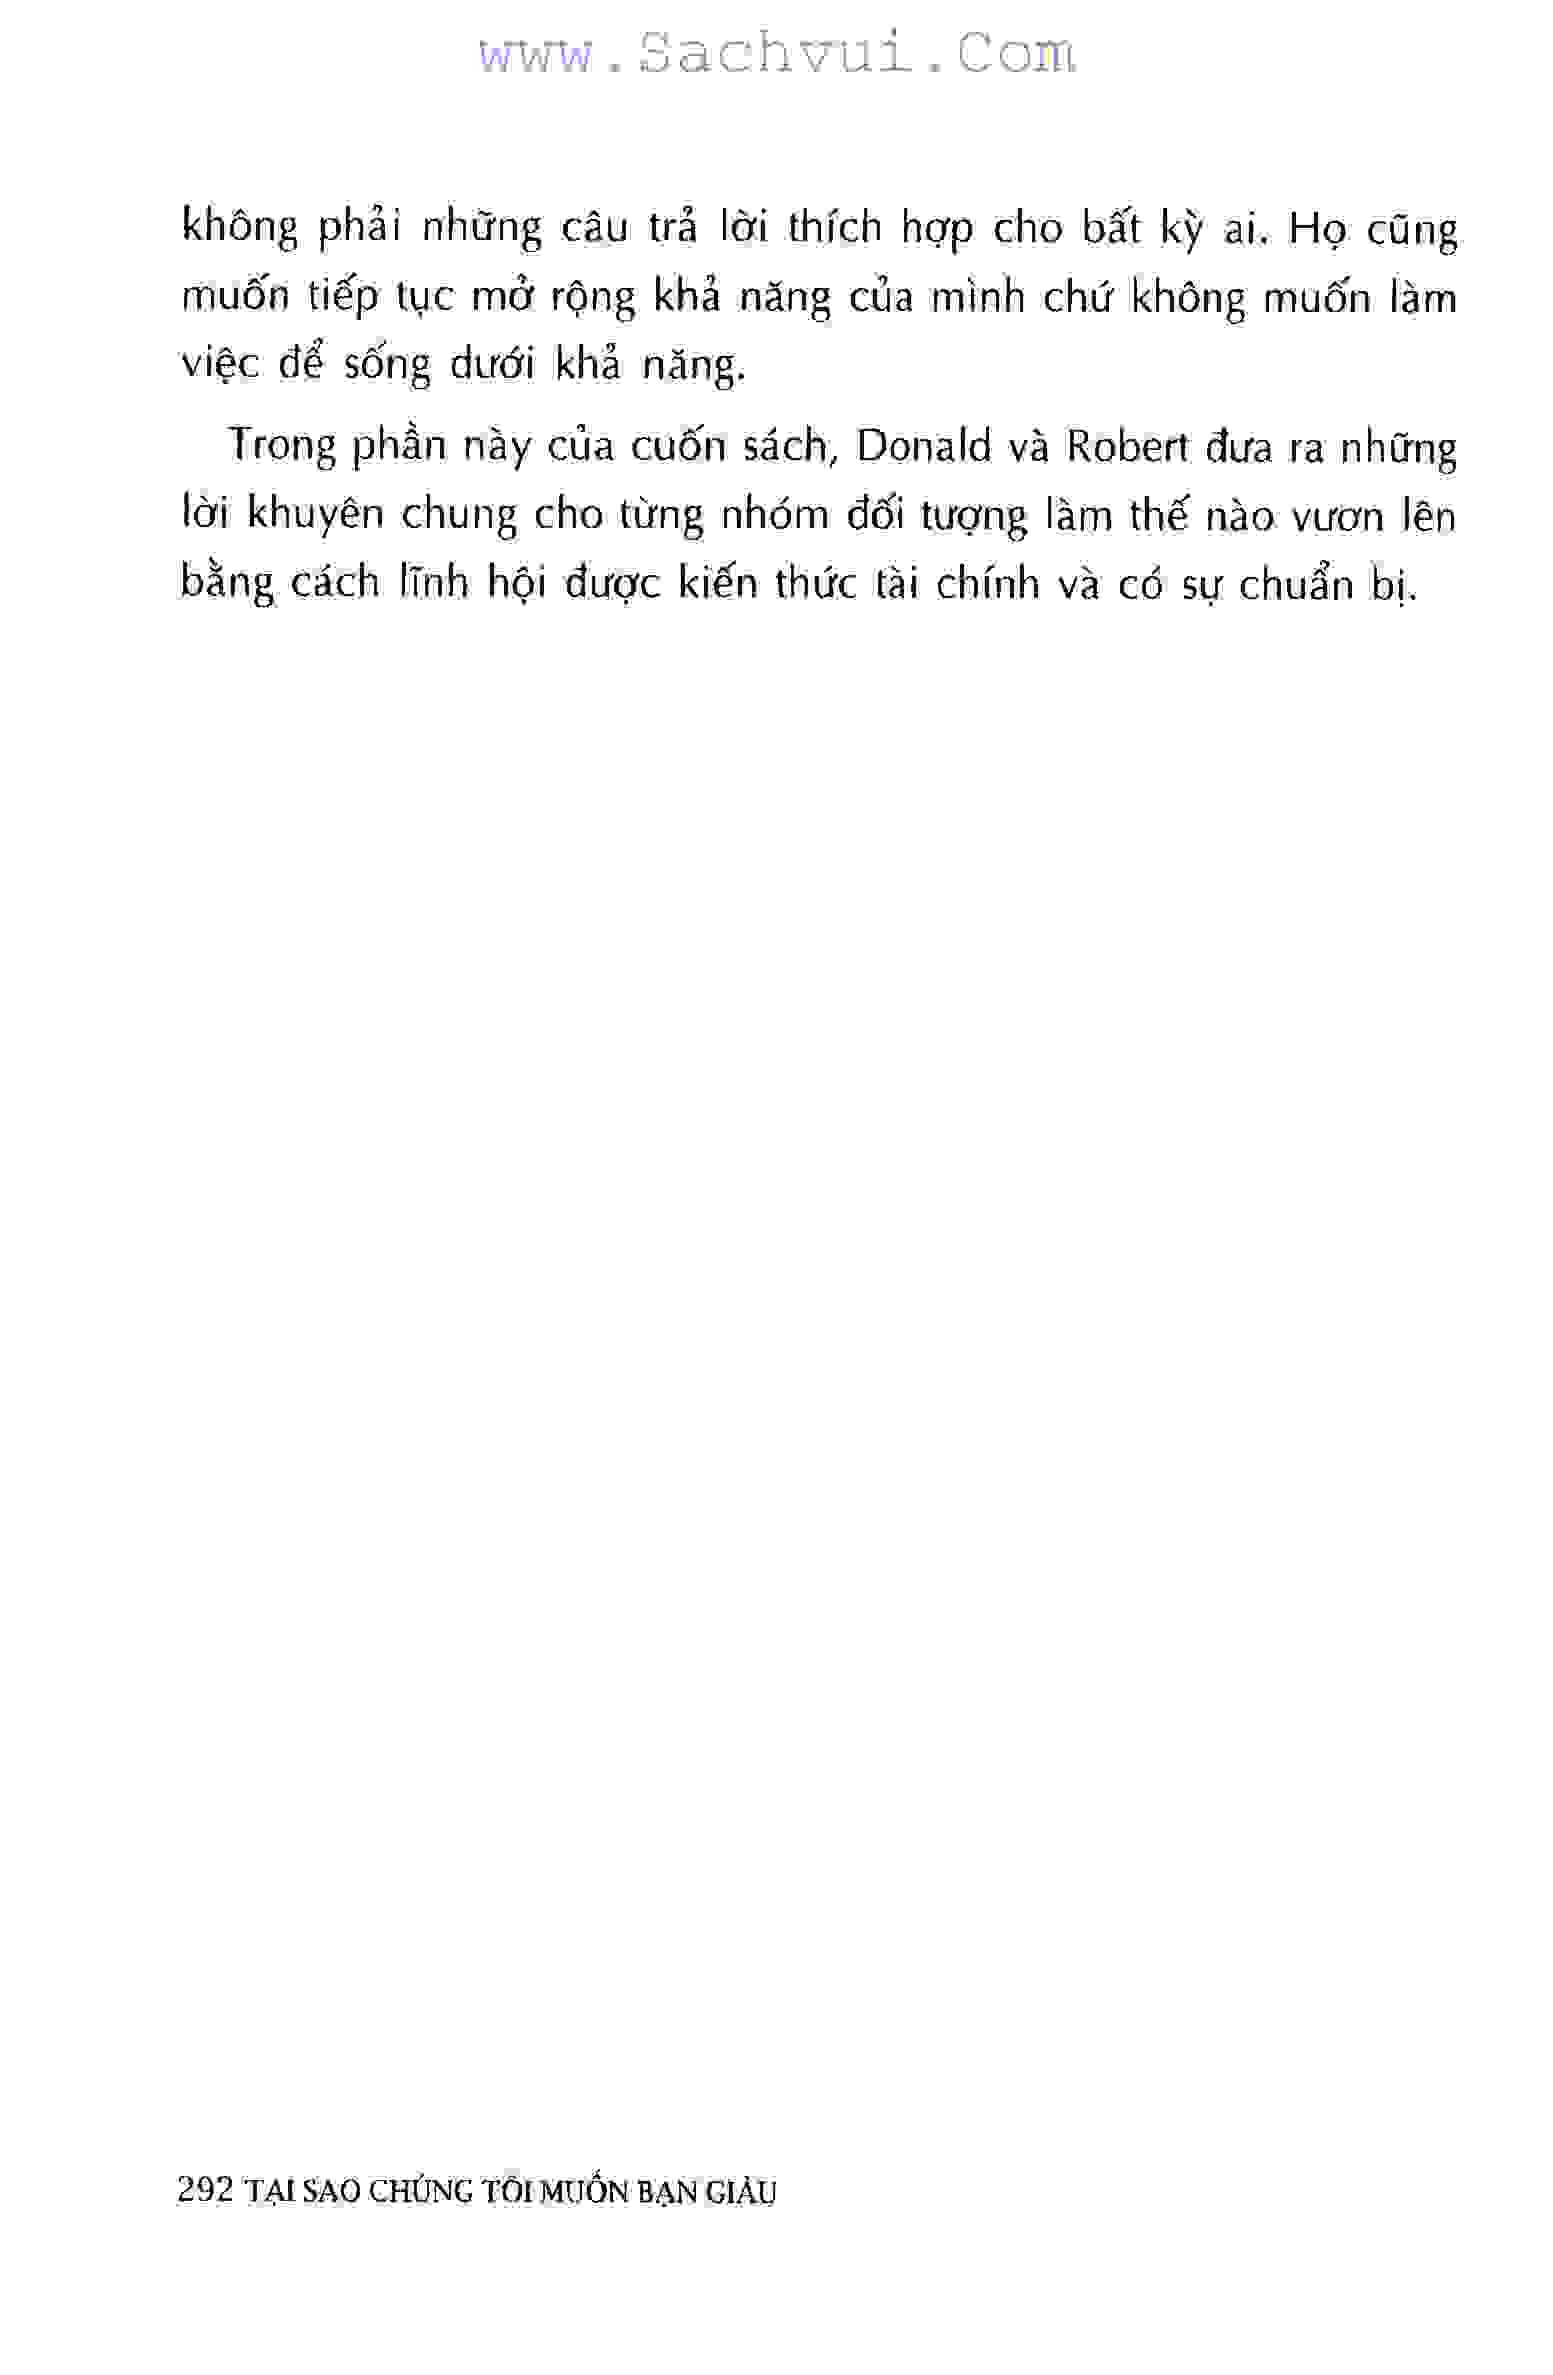 www.Sachvui.Com
không phải những câu trả lời thích hợp cho bất kỳ ai. Họ cũng
muốn tiếp tục mở rộng khả năng của mình chứ không muốn làm
việc để sống dưới khả năng.
Trong phần này của cuốn sách, Donald và Robert đưa ra những
lời khuyên chung cho từng nhóm đối tượng làm thế nào vươn lên
bằng cách lĩnh hội được kiến thức tài chính và có sự chuẩn bị.
292 TẠI SAO CHÚNG TÔI MUỐN BẠN GIÀU